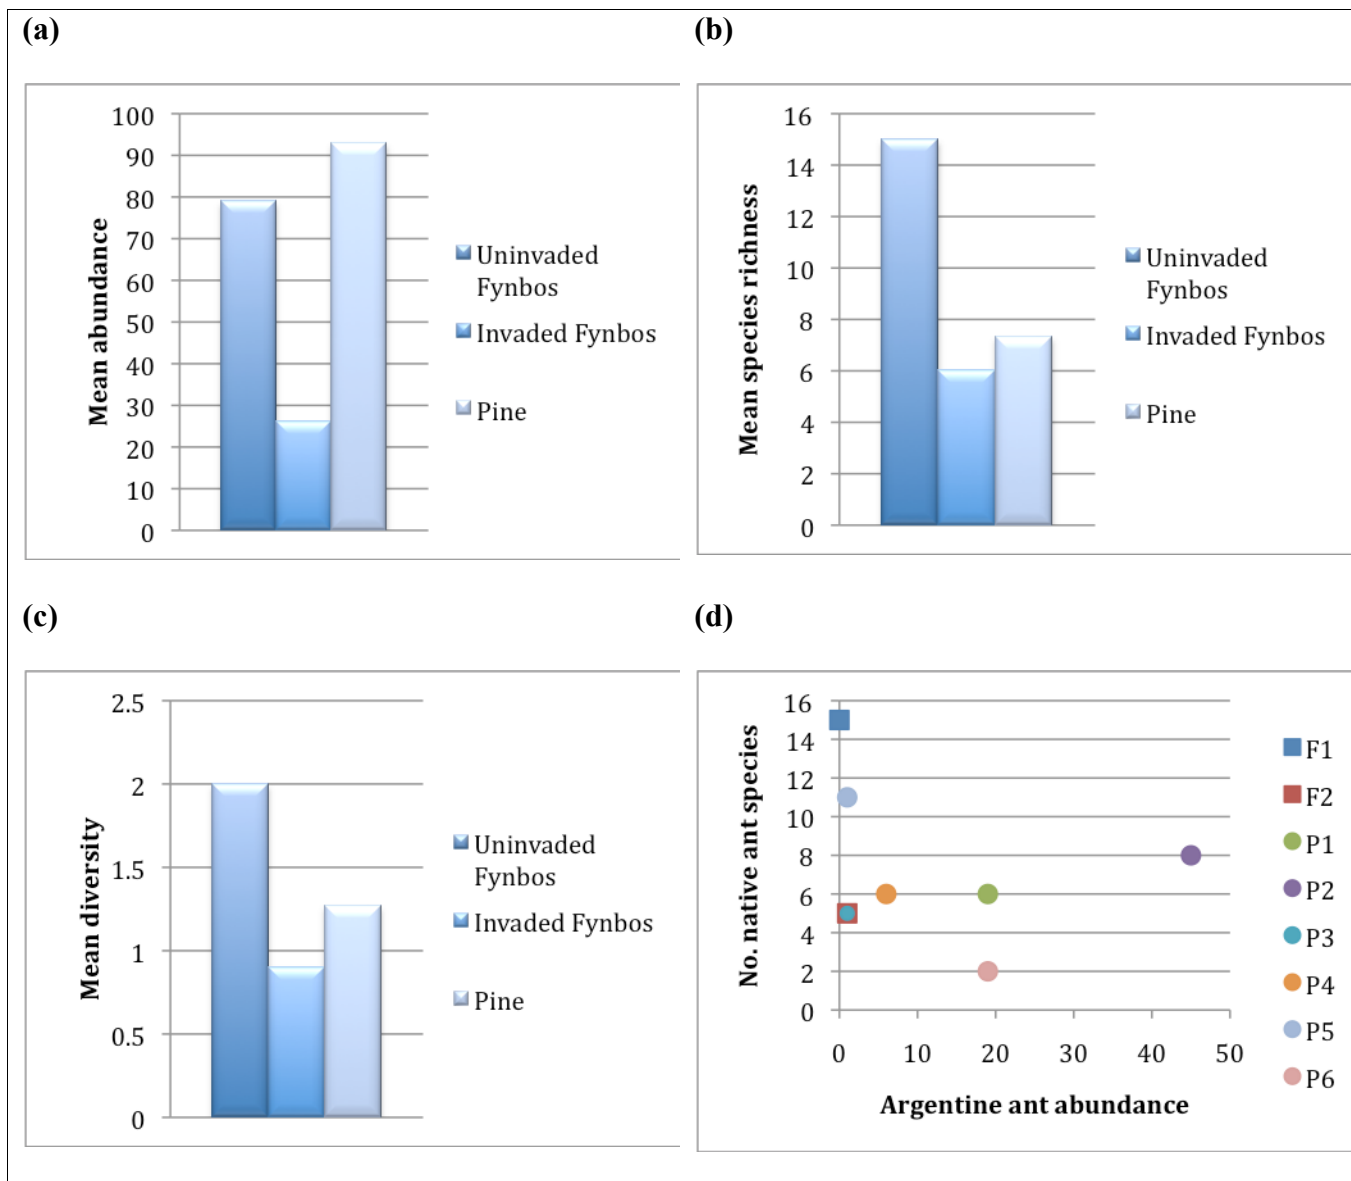 (a)
100
90
80
70
60
50
40
30
20
10
0
Mean abundance
Uninvaded
Fynbos
Invaded Fynbos
Pine
(b)
16
14
12
10
8
6
4
2
0
Mean species richness
Uninvaded
Fynbos
Invaded Fynbos
Pine
(c)
2.5
2
1.5
1
0.5
0
Mean diversity
Uninvaded
Fynbos
Invaded Fynbos
Pine
(d)
16
14
12
10
8
6
4
2
0
No. native ant species
0 10 20 30 40 50
Argentine ant abundance
F1
F2
P1
P2
P3
P4
P5
P6